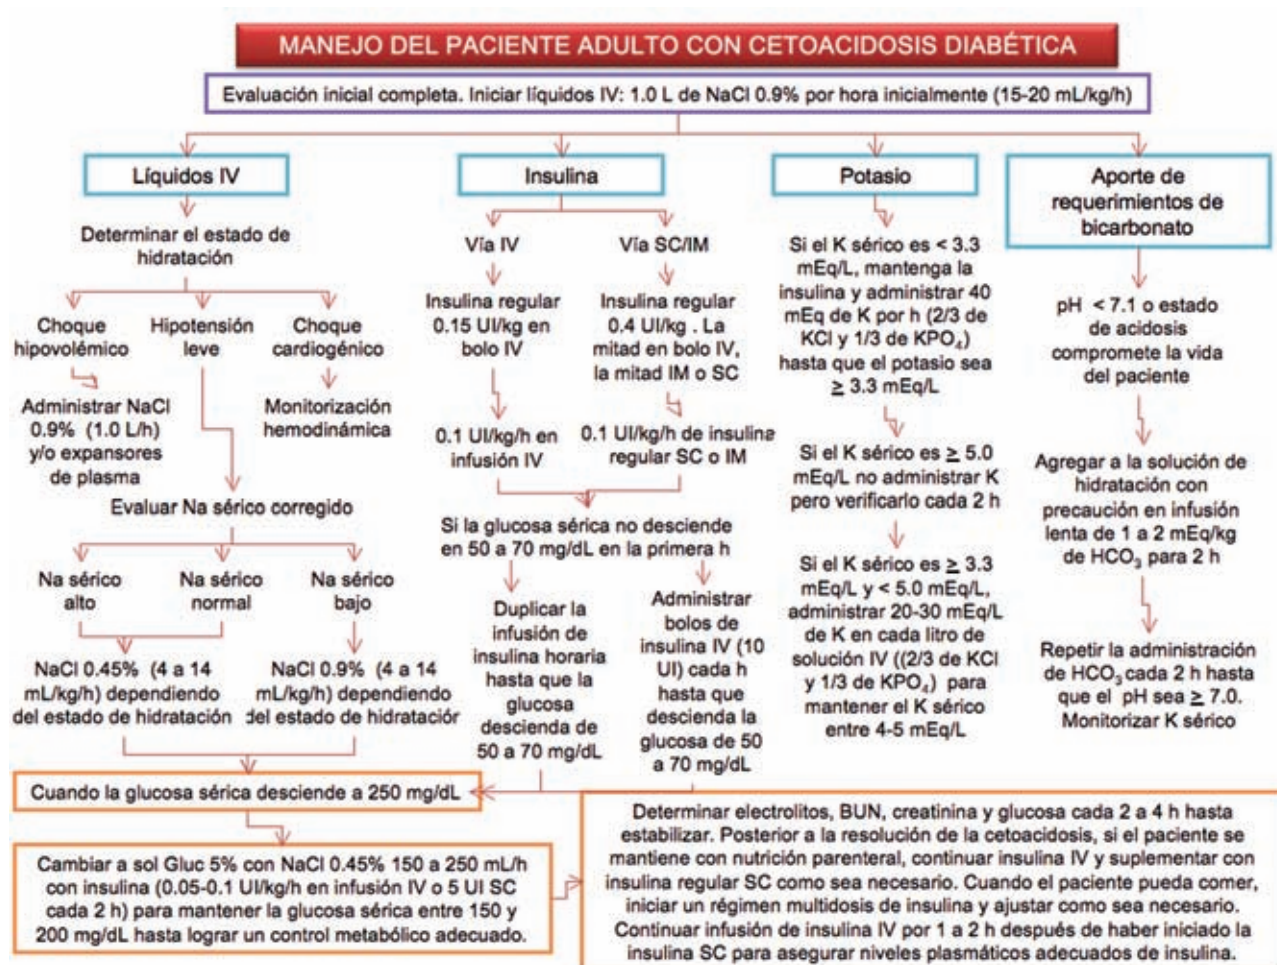 MANEJO DEL PACIENTE ADULTO CON CETOACIDOSIS DIABÉTICA
Evaluación inicial completa. Iniciar líquidos IV: 1.0 L de NaCl 0.9% por hora inicialmente (15-20 mL/kg/h)
Líquidos IV
Determinar el estado de
hidratación
Choque
hipovolémico
Hipotensión
leve
Choque
cardiogénico
Administrar NaCl
0.9% (1.0 L/h)
y/o expansores
de plasma
Monitorización
hemodinámica
Evaluar Na sérico corregido
Na sérico
alto
Na sérico
normal
Na sérico
bajo
NaCl 0.45% (4 a 14
mL/kg/h) dependiendo
del estado de hidratación
NaCl 0.9% (4 a 14
mL/kg/h) dependiendo
del estado de hidratación
Insulina
Vía IV
Insulina regular
0.15 UI/kg en
bolo IV
0.1 UI/kg/h en
infusión IV
Vía SC/IM
Insulina regular
0.4 UI/kg . La
mitad en bolo IV,
la mitad IM o SC
0.1 UI/kg/h de insulina
regular SC o IM
Si la glucosa sérica no desciende
en 50 a 70 mg/dL en la primera h
Duplicar la
infusión de
insulina horaria
hasta que la
glucosa
descienda de
50 a 70 mg/dL
Administrar
bolos de
insulina IV (10
UI) cada h
hasta que
descienda la
glucosa de 50
a 70 mg/dL
Potasio
Si el K sérico es < 3.3
mEq/L, mantenga la
insulina y administrar 40
mEq de K por h (2/3 de
KCl y 1/3 de KPO₄)
hasta que el potasio sea
≥ 3.3 mEq/L
Si el K sérico es ≥ 5.0
mEq/L no administrar K
pero verificarlo cada 2 h
Si el K sérico es ≥ 3.3
mEq/L y < 5.0 mEq/L,
administrar 20-30 mEq/L
de K en cada litro de
solución IV ((2/3 de KCl
y 1/3 de KPO₄) para
mantener el K sérico
entre 4-5 mEq/L
Aporte de
requerimientos de
bicarbonato
pH < 7.1 o estado
de acidosis
compromete la vida
del paciente
Agregar a la solución de
hidratación con
precaución en infusión
lenta de 1 a 2 mEq/kg
de HCO₃ para 2 h
Repetir la administración
de HCO₃ cada 2 h hasta
que el pH sea ≥ 7.0.
Monitorizar K sérico
Cuando la glucosa sérica desciende a 250 mg/dL
Cambiar a sol Gluc 5% con NaCl 0.45% 150 a 250 mL/h
con insulina (0.05-0.1 UI/kg/h en infusión IV o 5 UI SC
cada 2 h) para mantener la glucosa sérica entre 150 y
200 mg/dL hasta lograr un control metabólico adecuado.
Determinar electrolitos, BUN, creatinina y glucosa cada 2 a 4 h hasta
estabilizar. Posterior a la resolución de la cetoacidosis, si el paciente se
mantiene con nutrición parenteral, continuar insulina IV y suplementar con
insulina regular SC como sea necesario. Cuando el paciente pueda comer,
iniciar un régimen multidosis de insulina y ajustar como sea necesario.
Continuar infusión de insulina IV por 1 a 2 h después de haber iniciado la
insulina SC para asegurar niveles plasmáticos adecuados de insulina.